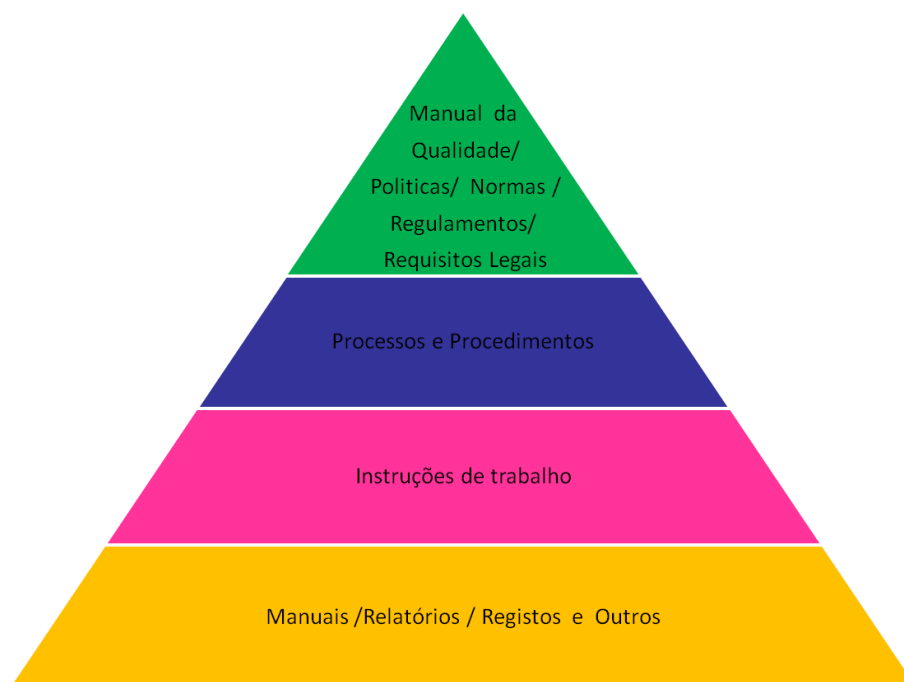 Manual da
Qualidade/
Politicas/ Normas /
Regulamentos/
Requisitos Legais
Processos e Procedimentos
Instruções de trabalho
Manuais /Relatórios / Registos e Outros